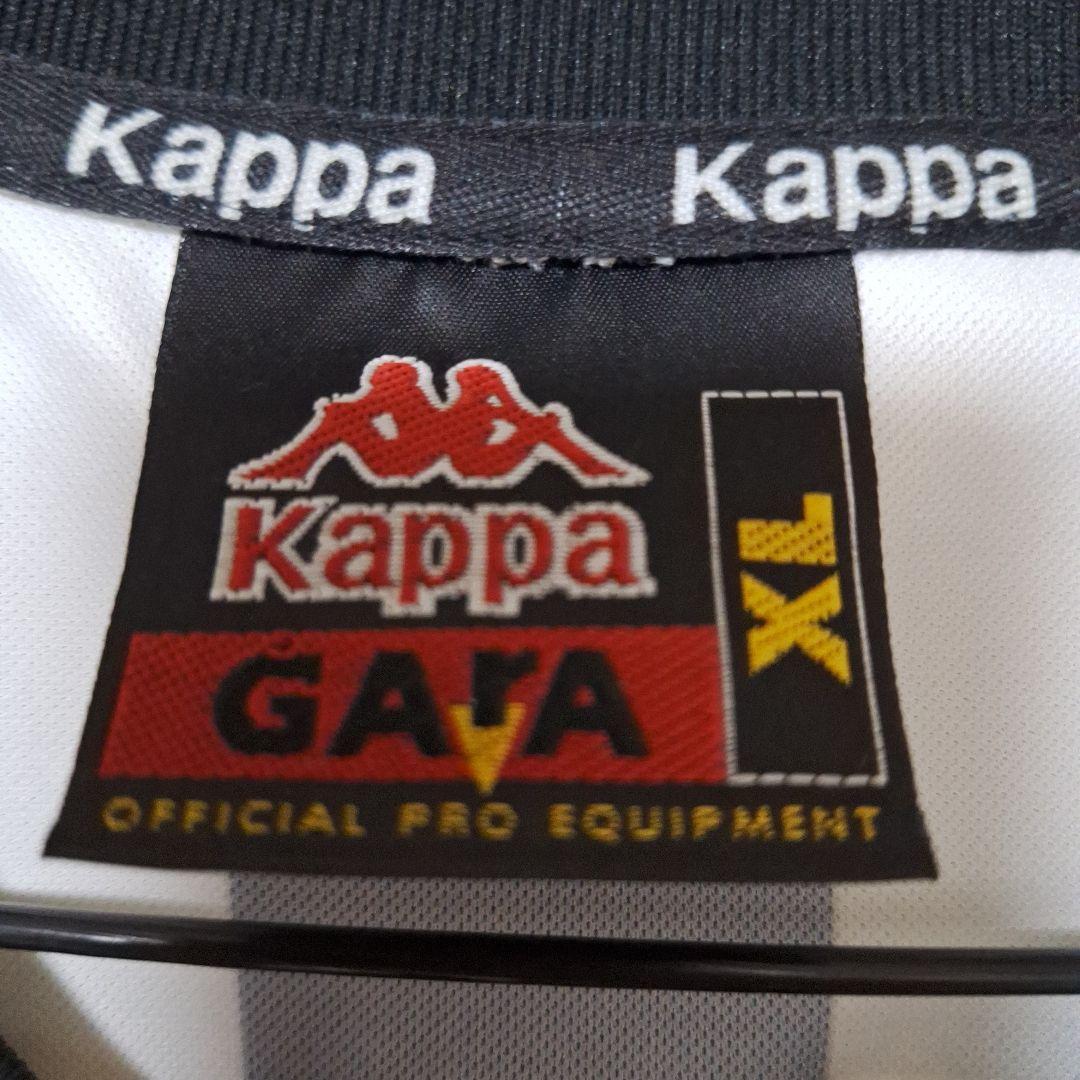 Kappa Kappa
Kappa
XL
GArA
OFFICIAL PRO EQUIPMENT